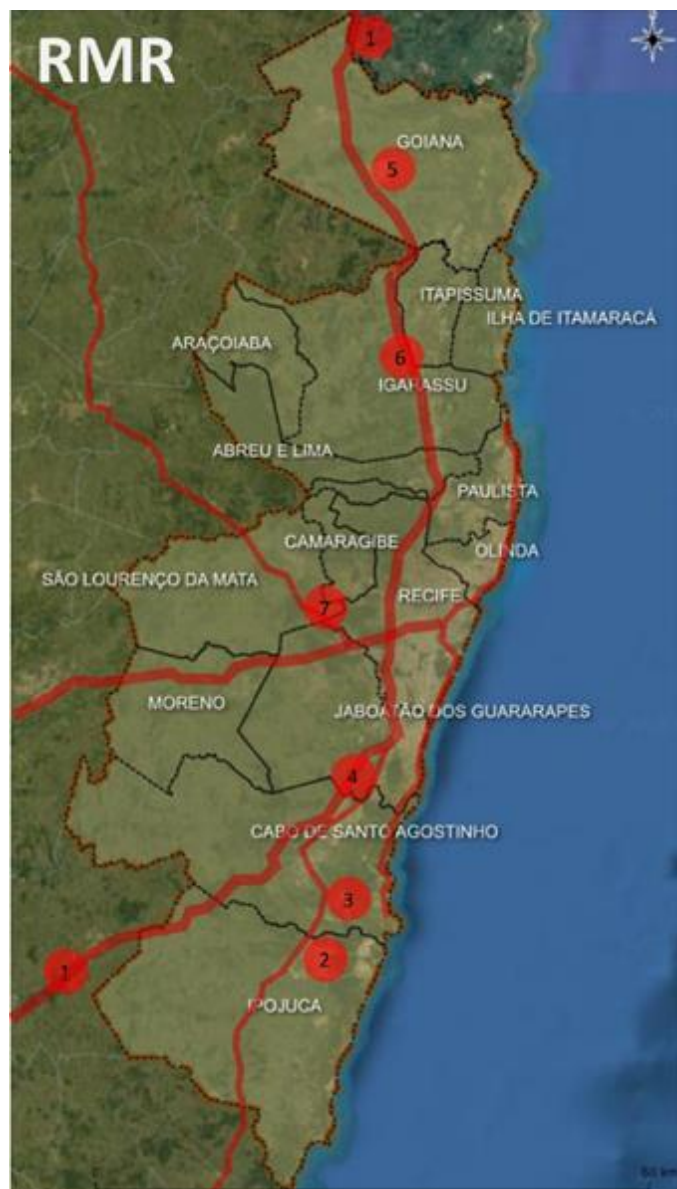 RMR
1
GOIANA
5
ITAPISSUMA
ILHA DE ITAMARACÁ
ARAÇOIABA
6
IGARASSU
ABREU E LIMA
PAULISTA
CAMARAGIBE
OLINDA
SÃO LOURENÇO DA MATA
RECIFE
7
MORENO
JABOATÃO DOS GUARARAPES
4
CABO DE SANTO AGOSTINHO
3
2
1
IPOJUCA